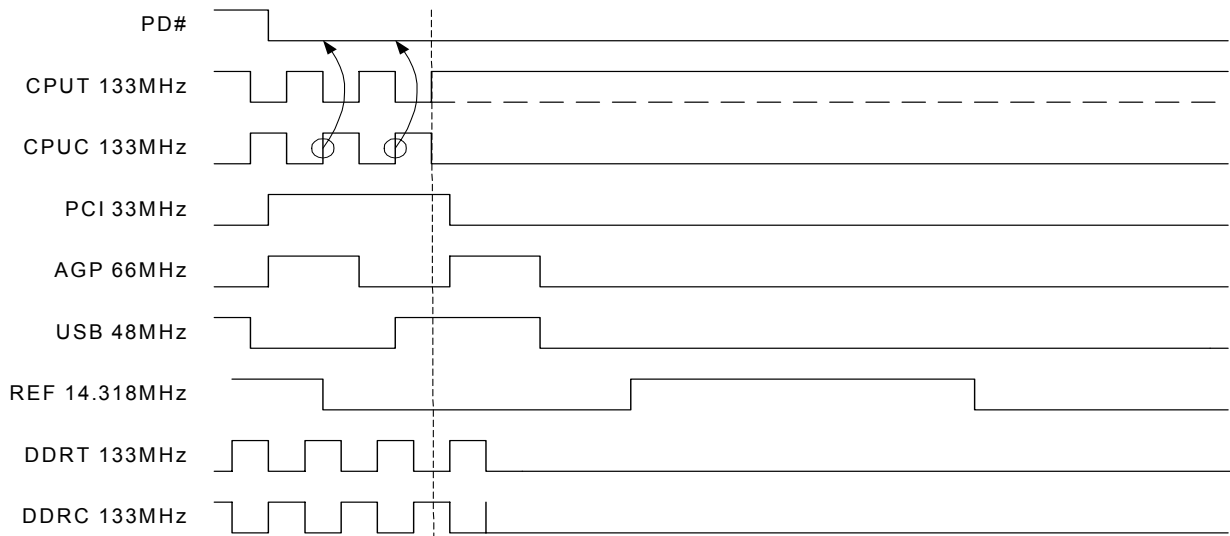 PD#
CPUT 133MHz
CPUC 133MHz
PCI 33MHz
AGP 66MHz
USB 48MHz
REF 14.318MHz
DDRT 133MHz
DDRC 133MHz